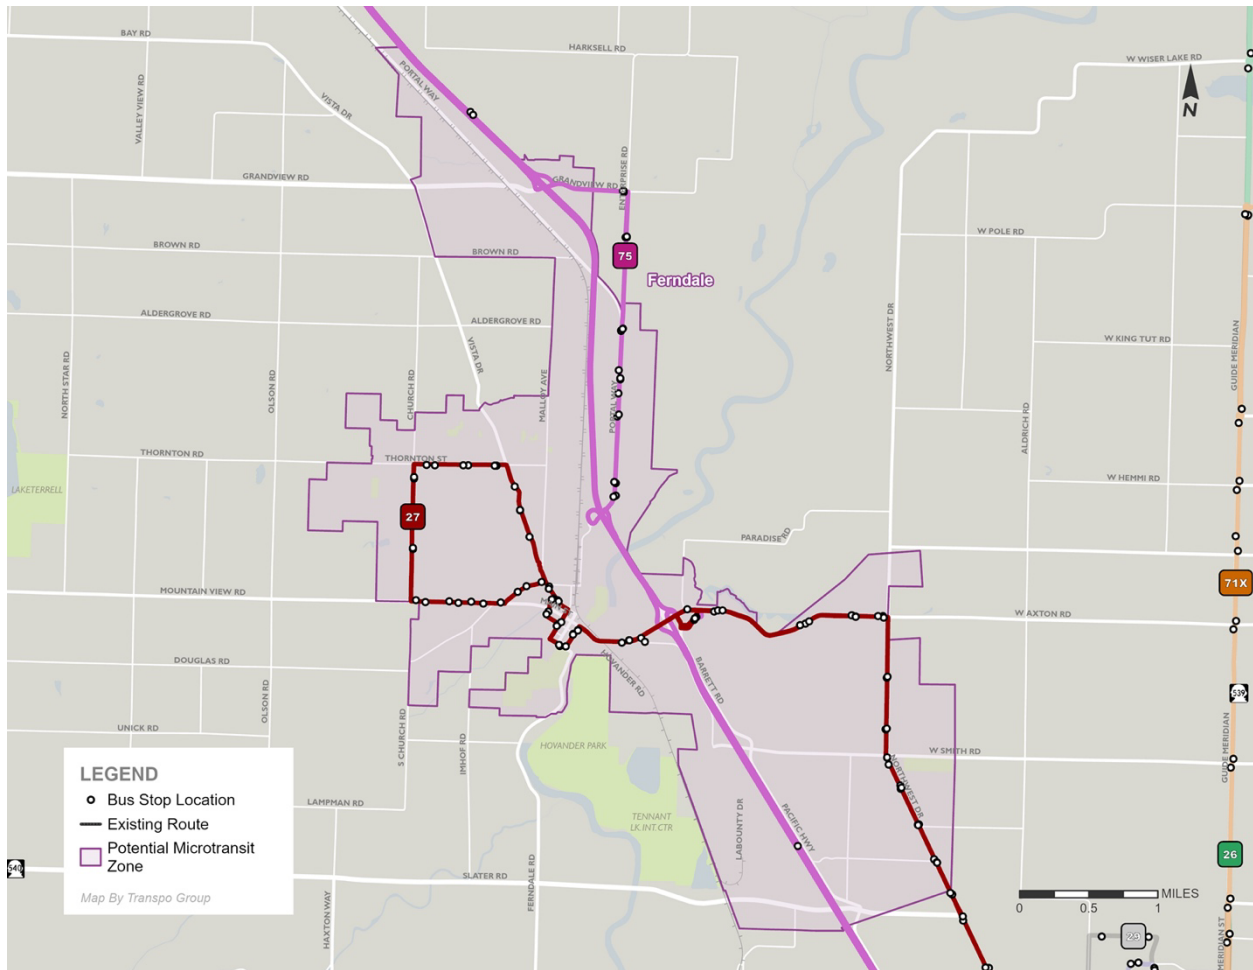 BAY RD
HARKSELL RD
W WISER LAKE RD
PORTAL WAY
VALLEY VIEW RD
VISTA DR
N
GRANDVIEW RD
GRANDVIEW RD
ENTERPRISE RD
BROWN RD
BROWN RD
W POLE RD
75
Ferndale
ALDERGROVE RD
ALDERGROVE RD
VISTA DR
NORTHWEST DR
W KING TUT RD
GUIDE MERIDIAN
NORTH STAR RD
OLSON RD
CHURCH RD
MALLOY AVE
PORTAL WAY
ALDRICH RD
THORNTON RD
THORNTON ST
W HEMMI RD
LAKETERRELL
27
PARADISE RD
71X
MOUNTAIN VIEW RD
W AXTON RD
DOUGLAS RD
HOVANDER RD
BARRETT RD
OLSON RD
539
UNICK RD
S CHURCH RD
IMHOF RD
HOVANDER PARK
W SMITH RD
GUIDE MERIDIAN
NORTHWEST DR
LEGEND
Bus Stop Location
Existing Route
Potential Microtransit
Zone
Map By Transpo Group
LAMPMAN RD
TENNANT
LK.INT.CTR
LABOUNTY DR
PACIFIC HWY
26
540
SLATER RD
FERNDALE RD
HAXTON WAY
MILES
0
0.5
1
29
MERIDIAN ST